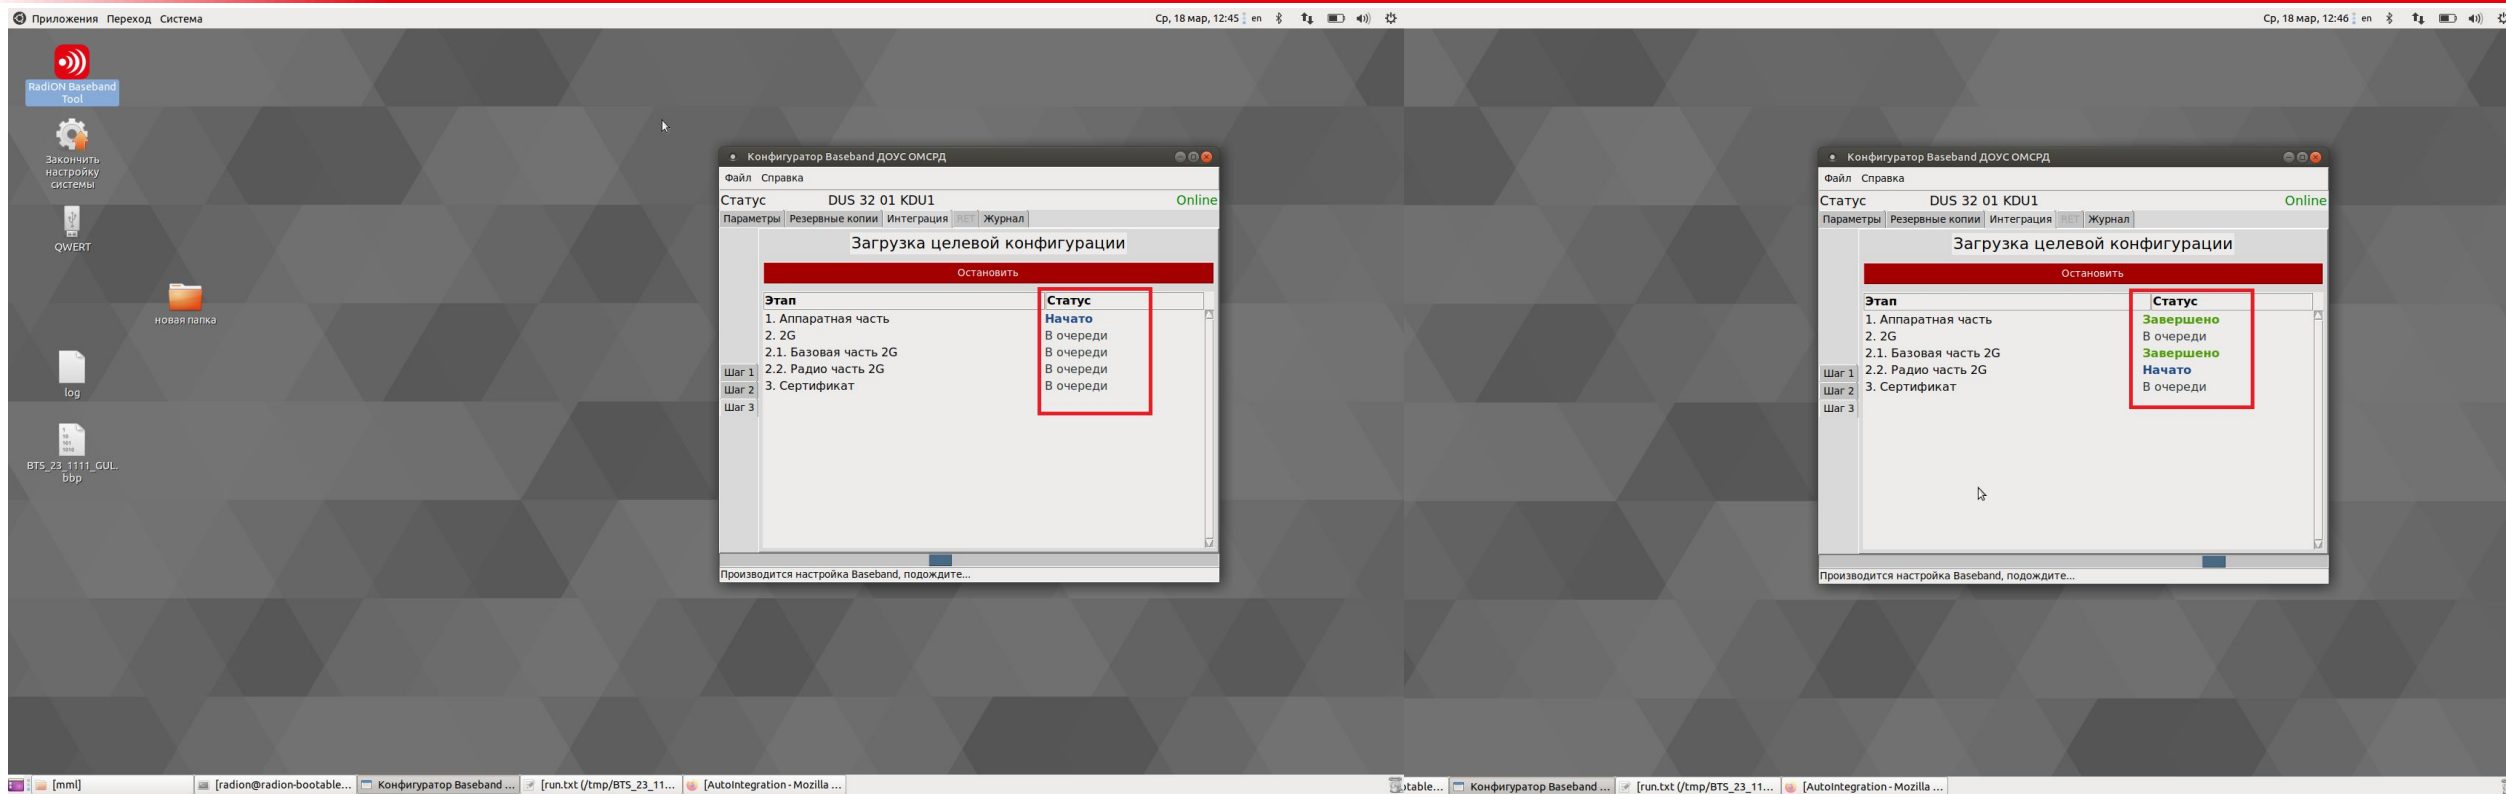 Приложения Переход Система
Ср, 18 мар, 12:45 en
RadiON Baseband
Tool
Закончить
настройку
системы
QWERT
новая папка
log
BTS_23_1111_GUL.
bbp
Конфигуратор Baseband ДОУС ОМСРД
Файл Справка
Статус DUS 32 01 KDU1 Online
Параметры Резервные копии Интеграция RET Журнал
Загрузка целевой конфигурации
Остановить
Этап Статус
1. Аппаратная часть Начато
2. 2G В очереди
2.1. Базовая часть 2G В очереди
2.2. Радио часть 2G В очереди
3. Сертификат В очереди
Шаг 1
Шаг 2
Шаг 3
Производится настройка Baseband, подождите...
[mml] [radion@radion-bootable... Конфигуратор Baseband ... [run.txt (/tmp/BTS_23_11... [AutoIntegration - Mozilla ...
Ср, 18 мар, 12:46 en
Конфигуратор Baseband ДОУС ОМСРД
Файл Справка
Статус DUS 32 01 KDU1 Online
Параметры Резервные копии Интеграция RET Журнал
Загрузка целевой конфигурации
Остановить
Этап Статус
1. Аппаратная часть Завершено
2. 2G В очереди
2.1. Базовая часть 2G Завершено
2.2. Радио часть 2G Начато
3. Сертификат В очереди
Шаг 1
Шаг 2
Шаг 3
Производится настройка Baseband, подождите...
otable... Конфигуратор Baseband ... [run.txt (/tmp/BTS_23_11... [AutoIntegration - Mozilla ...